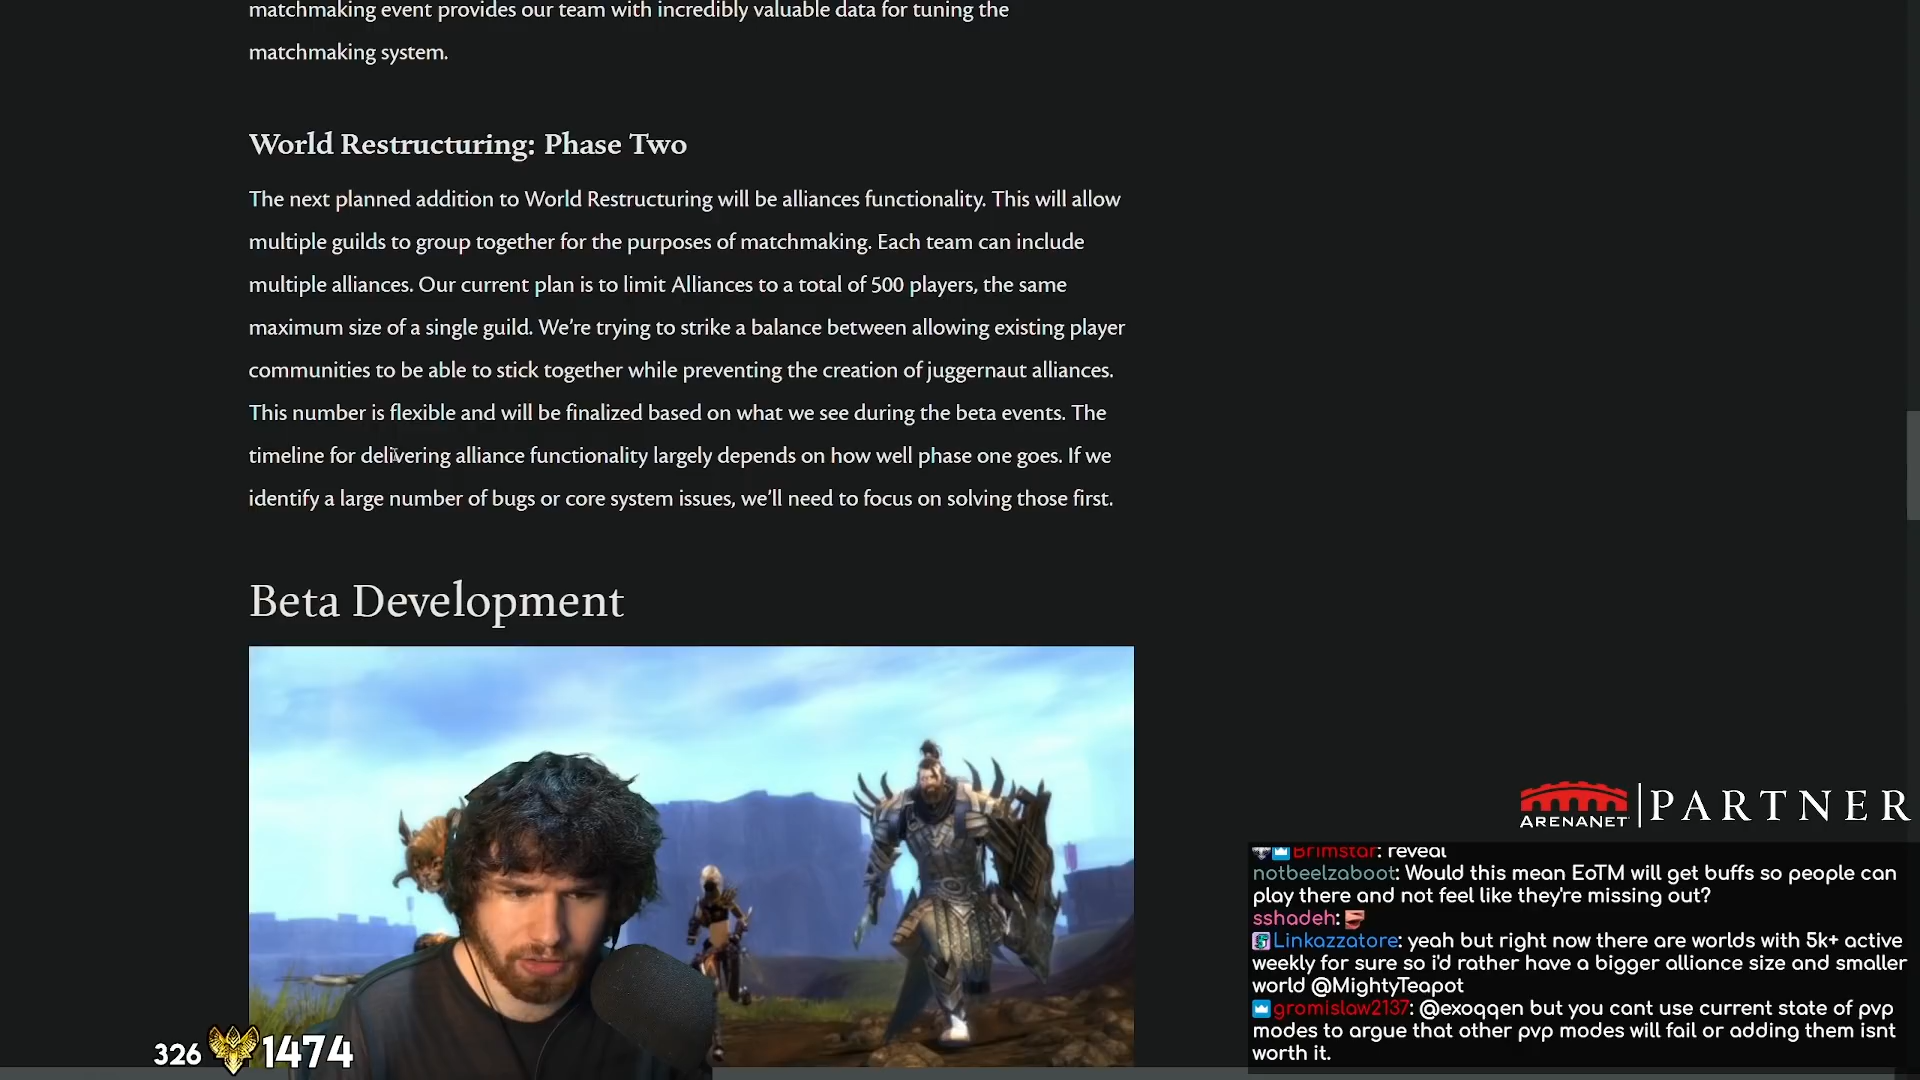 matchmaking event provides our team with incredibly valuable data for tuning the
matchmaking system.
World Restructuring: Phase Two
The next planned addition to World Restructuring will be alliances functionality. This will allow
multiple guilds to group together for the purposes of matchmaking. Each team can include
multiple alliances. Our current plan is to limit Alliances to a total of 500 players, the same
maximum size of a single guild. We’re trying to strike a balance between allowing existing player
communities to be able to stick together while preventing the creation of juggernaut alliances.
This number is flexible and will be finalized based on what we see during the beta events. The
timeline for delivering alliance functionality largely depends on how well phase one goes. If we
identify a large number of bugs or core system issues, we’ll need to focus on solving those first.
Beta Development
ARENANET | PARTNER
Brimstar: reveal
notbeelzaboot: Would this mean EoTM will get buffs so people can
play there and not feel like they're missing out?
sshadeh:
Linkazzatore: yeah but right now there are worlds with 5k+ active
weekly for sure so i'd rather have a bigger alliance size and smaller
world @MightyTeapot
gromislaw2137: @exoqqen but you cant use current state of pvp
modes to argue that other pvp modes will fail or adding them isnt
worth it.
326 1474